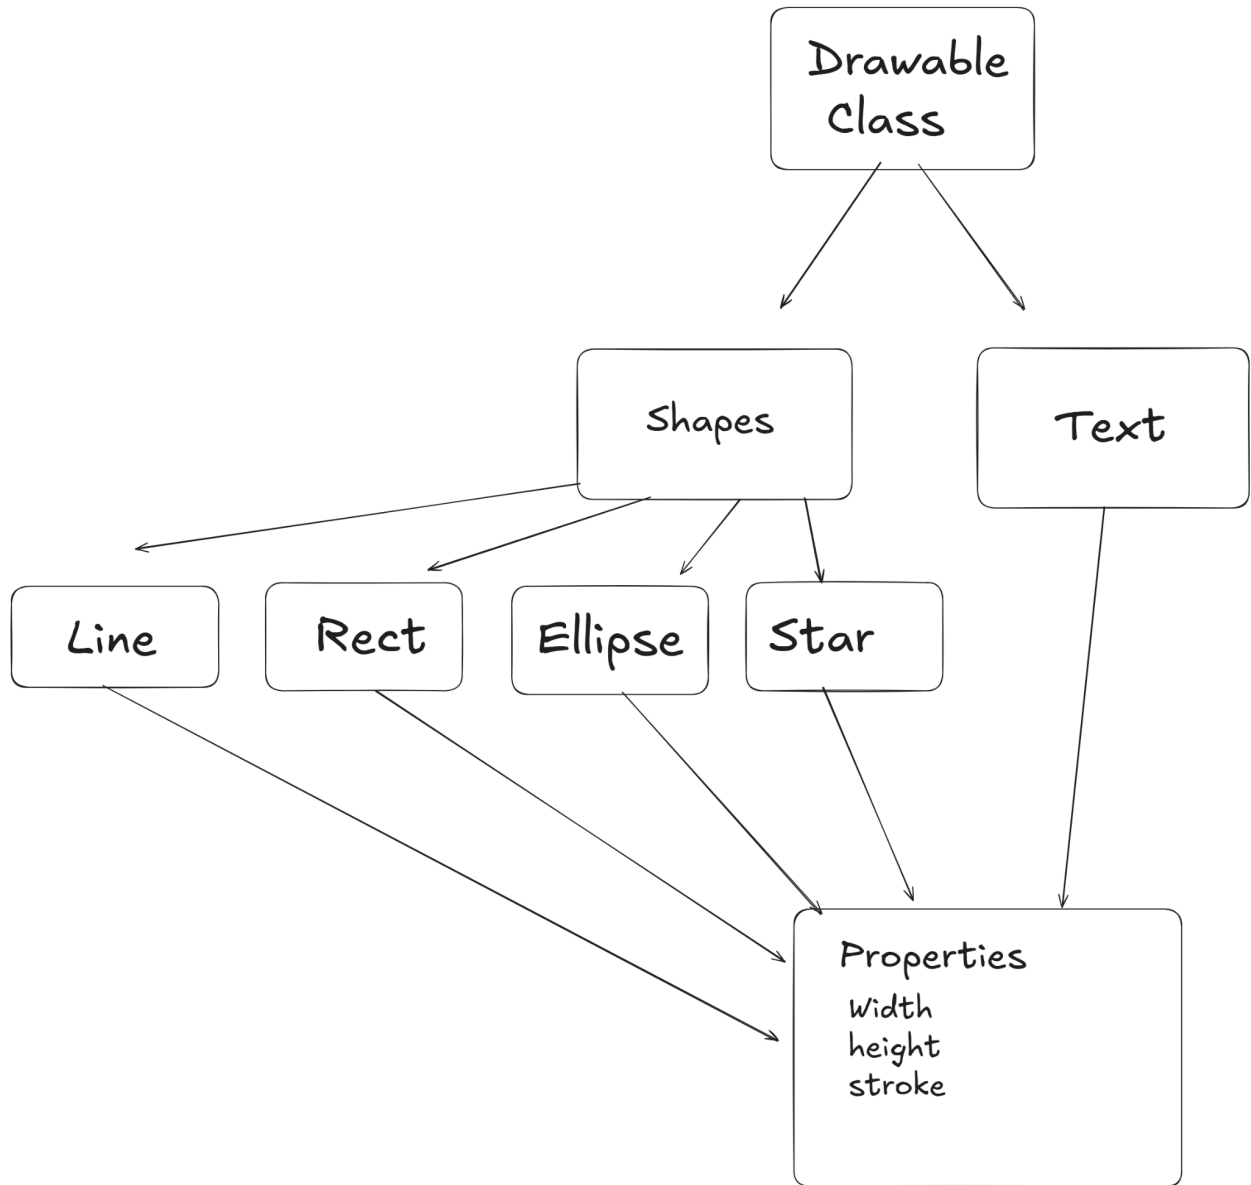 Drawable
Class
Shapes
Text
Line
Rect
Ellipse
Star
Properties
Width
height
stroke